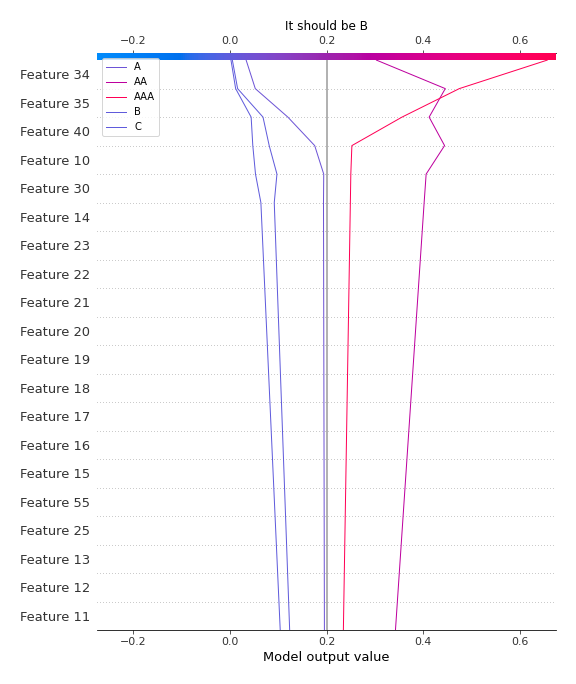 It should be B
−0.2 0.0 0.2 0.4 0.6
A
AA
AAA
B
C
Feature 34
Feature 35
Feature 40
Feature 10
Feature 30
Feature 14
Feature 23
Feature 22
Feature 21
Feature 20
Feature 19
Feature 18
Feature 17
Feature 16
Feature 15
Feature 55
Feature 25
Feature 13
Feature 12
Feature 11
−0.2 0.0 0.2 0.4 0.6
Model output value